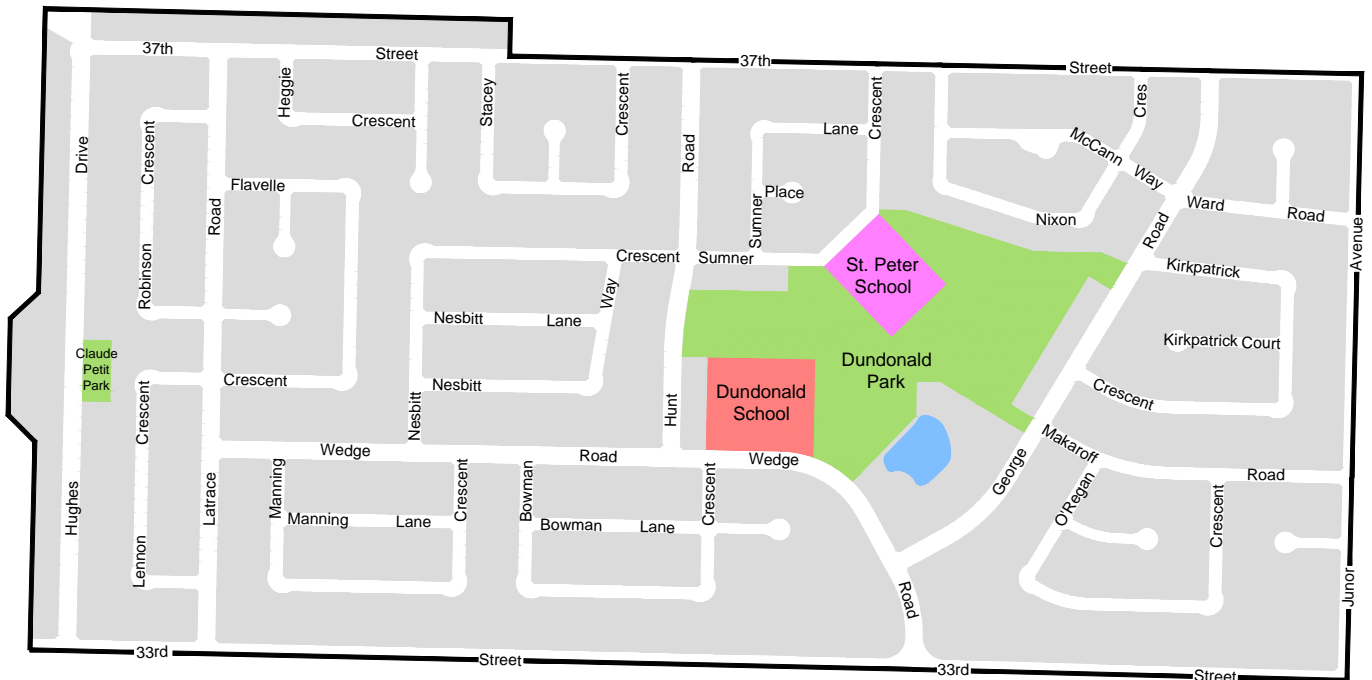 37th
Street
37th
Street
Drive
Crescent
Road
Heggie
Crescent
Stacey
Crescent
Road
Lane
Crescent
Cres
McCann
Way
Flavelle
Place
Sumner
Nixon
Road
Ward
Road
Avenue
Robinson
Crescent
Sumner
Way
St. Peter
School
Kirkpatrick
Nesbitt
Lane
Claude
Petit
Park
Dundonald
Park
Kirkpatrick Court
Crescent
Nesbitt
Dundonald
School
Crescent
Crescent
Nesbitt
Hunt
Wedge
Road
Wedge
Makaroff
George
Road
Hughes
Latrace
Manning
Crescent
Bowman
Crescent
O'Regan
Crescent
Manning
Lane
Bowman
Lane
Lennon
Road
Junor
33rd
Street
33rd
Street